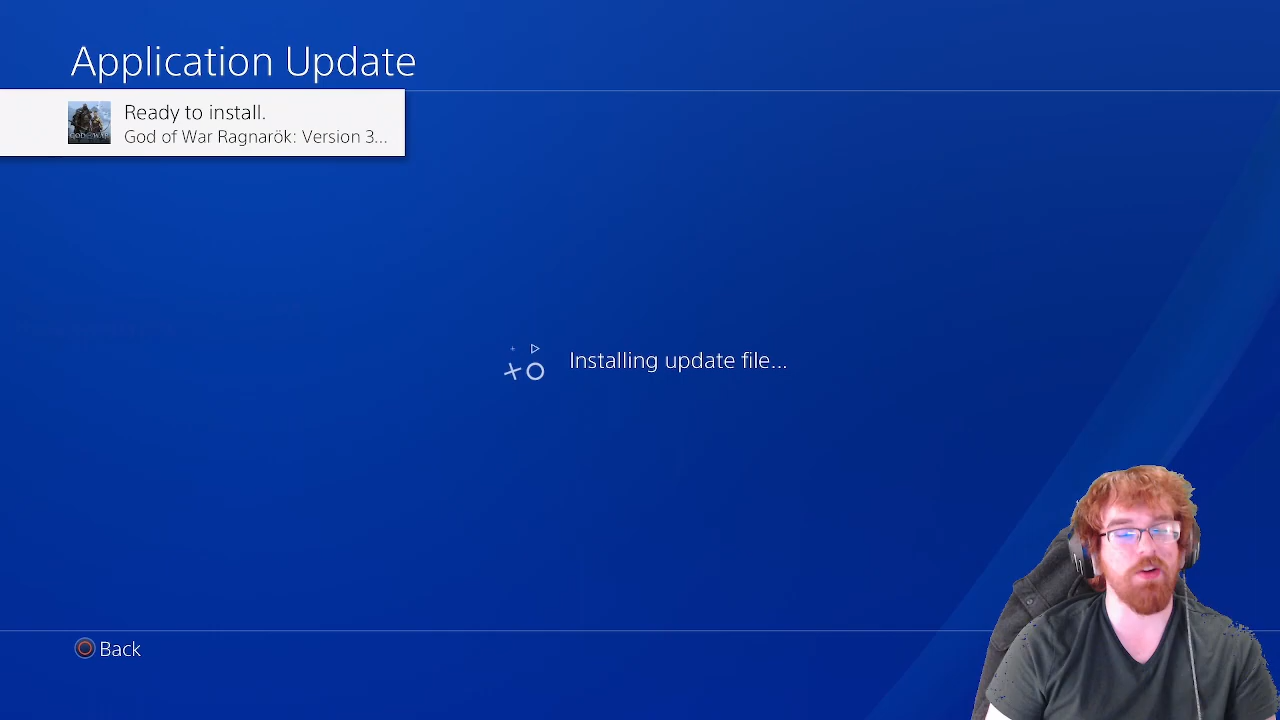 Application Update
Ready to install.
God of War Ragnarök: Version 3...
Installing update file...
Back